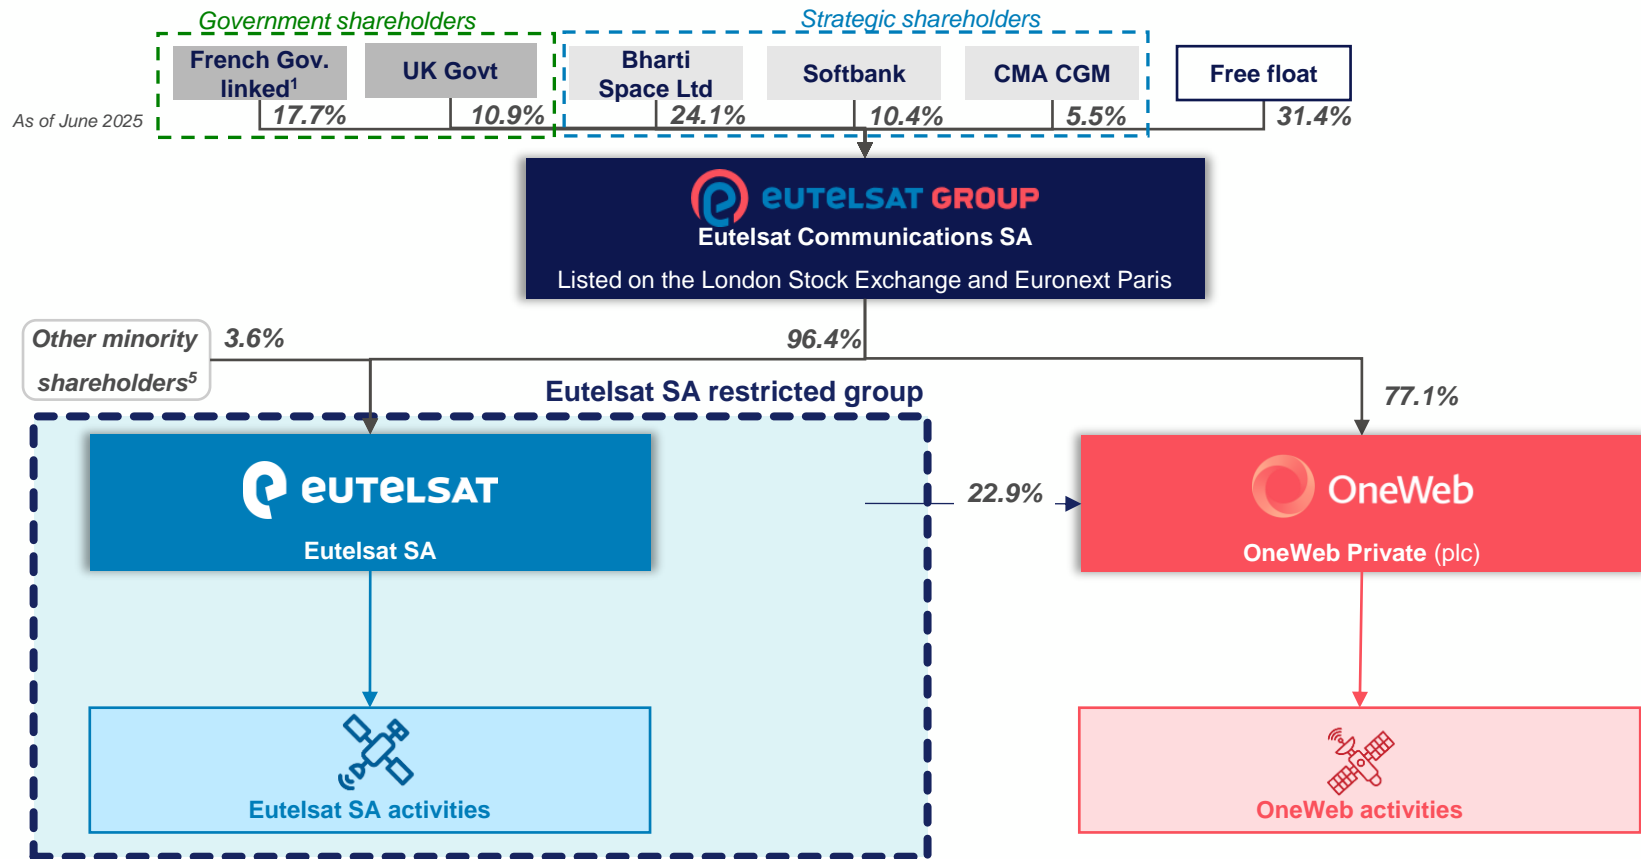 Government shareholders
Strategic shareholders
French Gov.
linked¹
UK Govt
Bharti
Space Ltd
Softbank
CMA CGM
Free float
As of June 2025
17.7%
10.9%
24.1%
10.4%
5.5%
31.4%
eUTeLSAT GROUP
Eutelsat Communications SA
Listed on the London Stock Exchange and Euronext Paris
Other minority
shareholders⁵
3.6%
96.4%
Eutelsat SA restricted group
77.1%
eUTeLSAT
Eutelsat SA
22.9%
OneWeb
OneWeb Private (plc)
Eutelsat SA activities
OneWeb activities